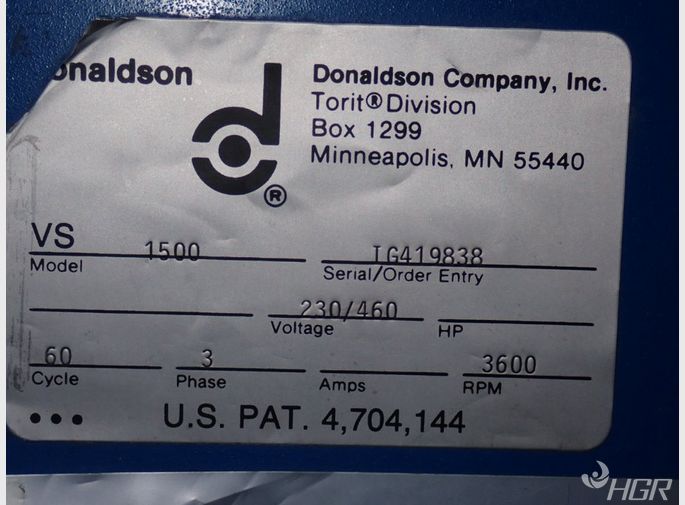 onaldson
Donaldson Company, Inc.
Torit® Division
Box 1299
Minneapolis, MN 55440
®
VS 1500 IG419838
Model Serial/Order Entry
230/460
Voltage HP
60 3 3600
Cycle Phase Amps RPM
U.S. PAT. 4,704,144
HGR